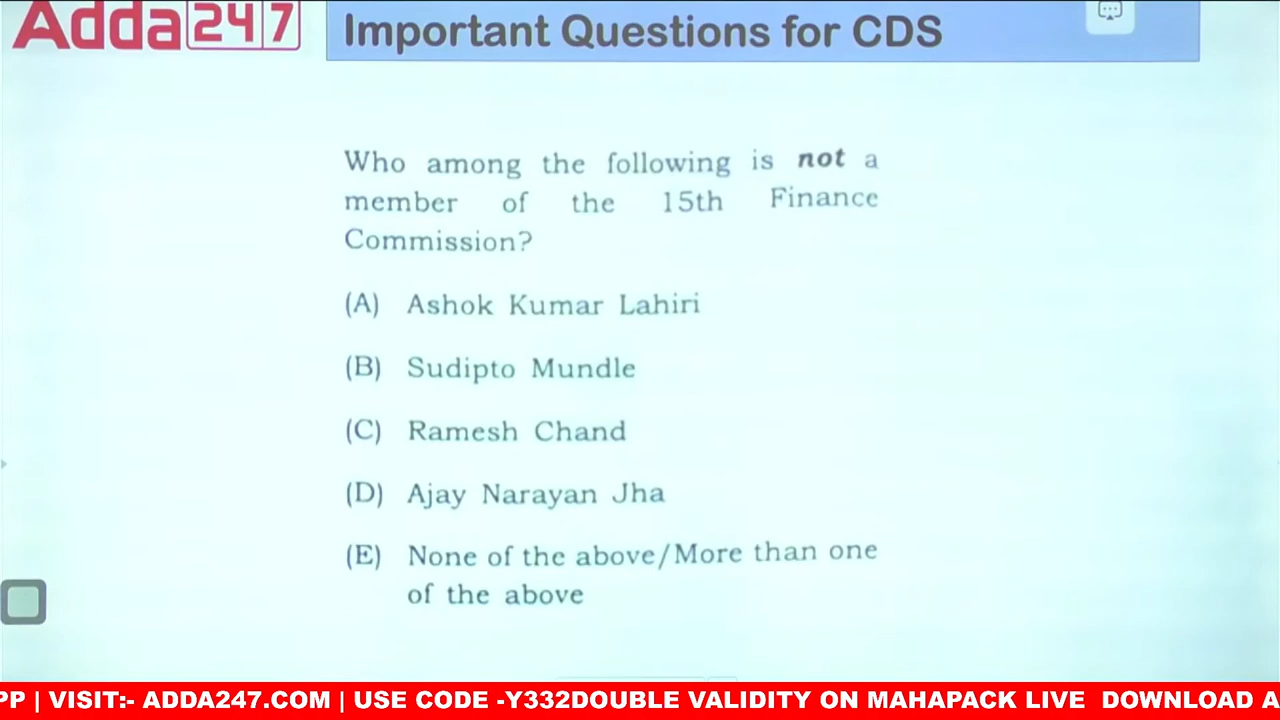 Adda247
Important Questions for CDS
Who among the following is not a
member of the 15th Finance
Commission?
(A) Ashok Kumar Lahiri
(B) Sudipto Mundle
(C) Ramesh Chand
(D) Ajay Narayan Jha
(E) None of the above/More than one
of the above
PP | VISIT:- ADDA247.COM | USE CODE -Y332DOUBLE VALIDITY ON MAHAPACK LIVE DOWNLOAD A